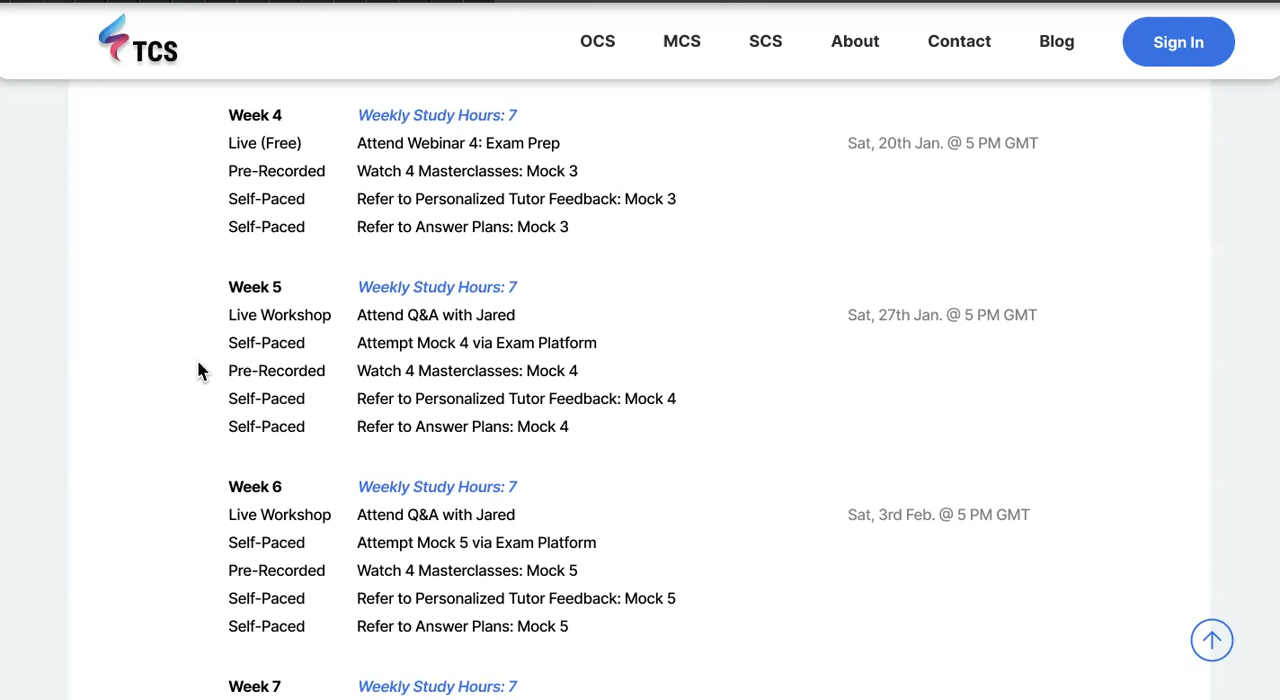 TCS OCS MCS SCS About Contact Blog Sign In
Week 4 Weekly Study Hours: 7
Live (Free) Attend Webinar 4: Exam Prep Sat, 20th Jan. @ 5 PM GMT
Pre-Recorded Watch 4 Masterclasses: Mock 3
Self-Paced Refer to Personalized Tutor Feedback: Mock 3
Self-Paced Refer to Answer Plans: Mock 3
Week 5 Weekly Study Hours: 7
Live Workshop Attend Q&A with Jared Sat, 27th Jan. @ 5 PM GMT
Self-Paced Attempt Mock 4 via Exam Platform
Pre-Recorded Watch 4 Masterclasses: Mock 4
Self-Paced Refer to Personalized Tutor Feedback: Mock 4
Self-Paced Refer to Answer Plans: Mock 4
Week 6 Weekly Study Hours: 7
Live Workshop Attend Q&A with Jared Sat, 3rd Feb. @ 5 PM GMT
Self-Paced Attempt Mock 5 via Exam Platform
Pre-Recorded Watch 4 Masterclasses: Mock 5
Self-Paced Refer to Personalized Tutor Feedback: Mock 5
Self-Paced Refer to Answer Plans: Mock 5
Week 7 Weekly Study Hours: 7